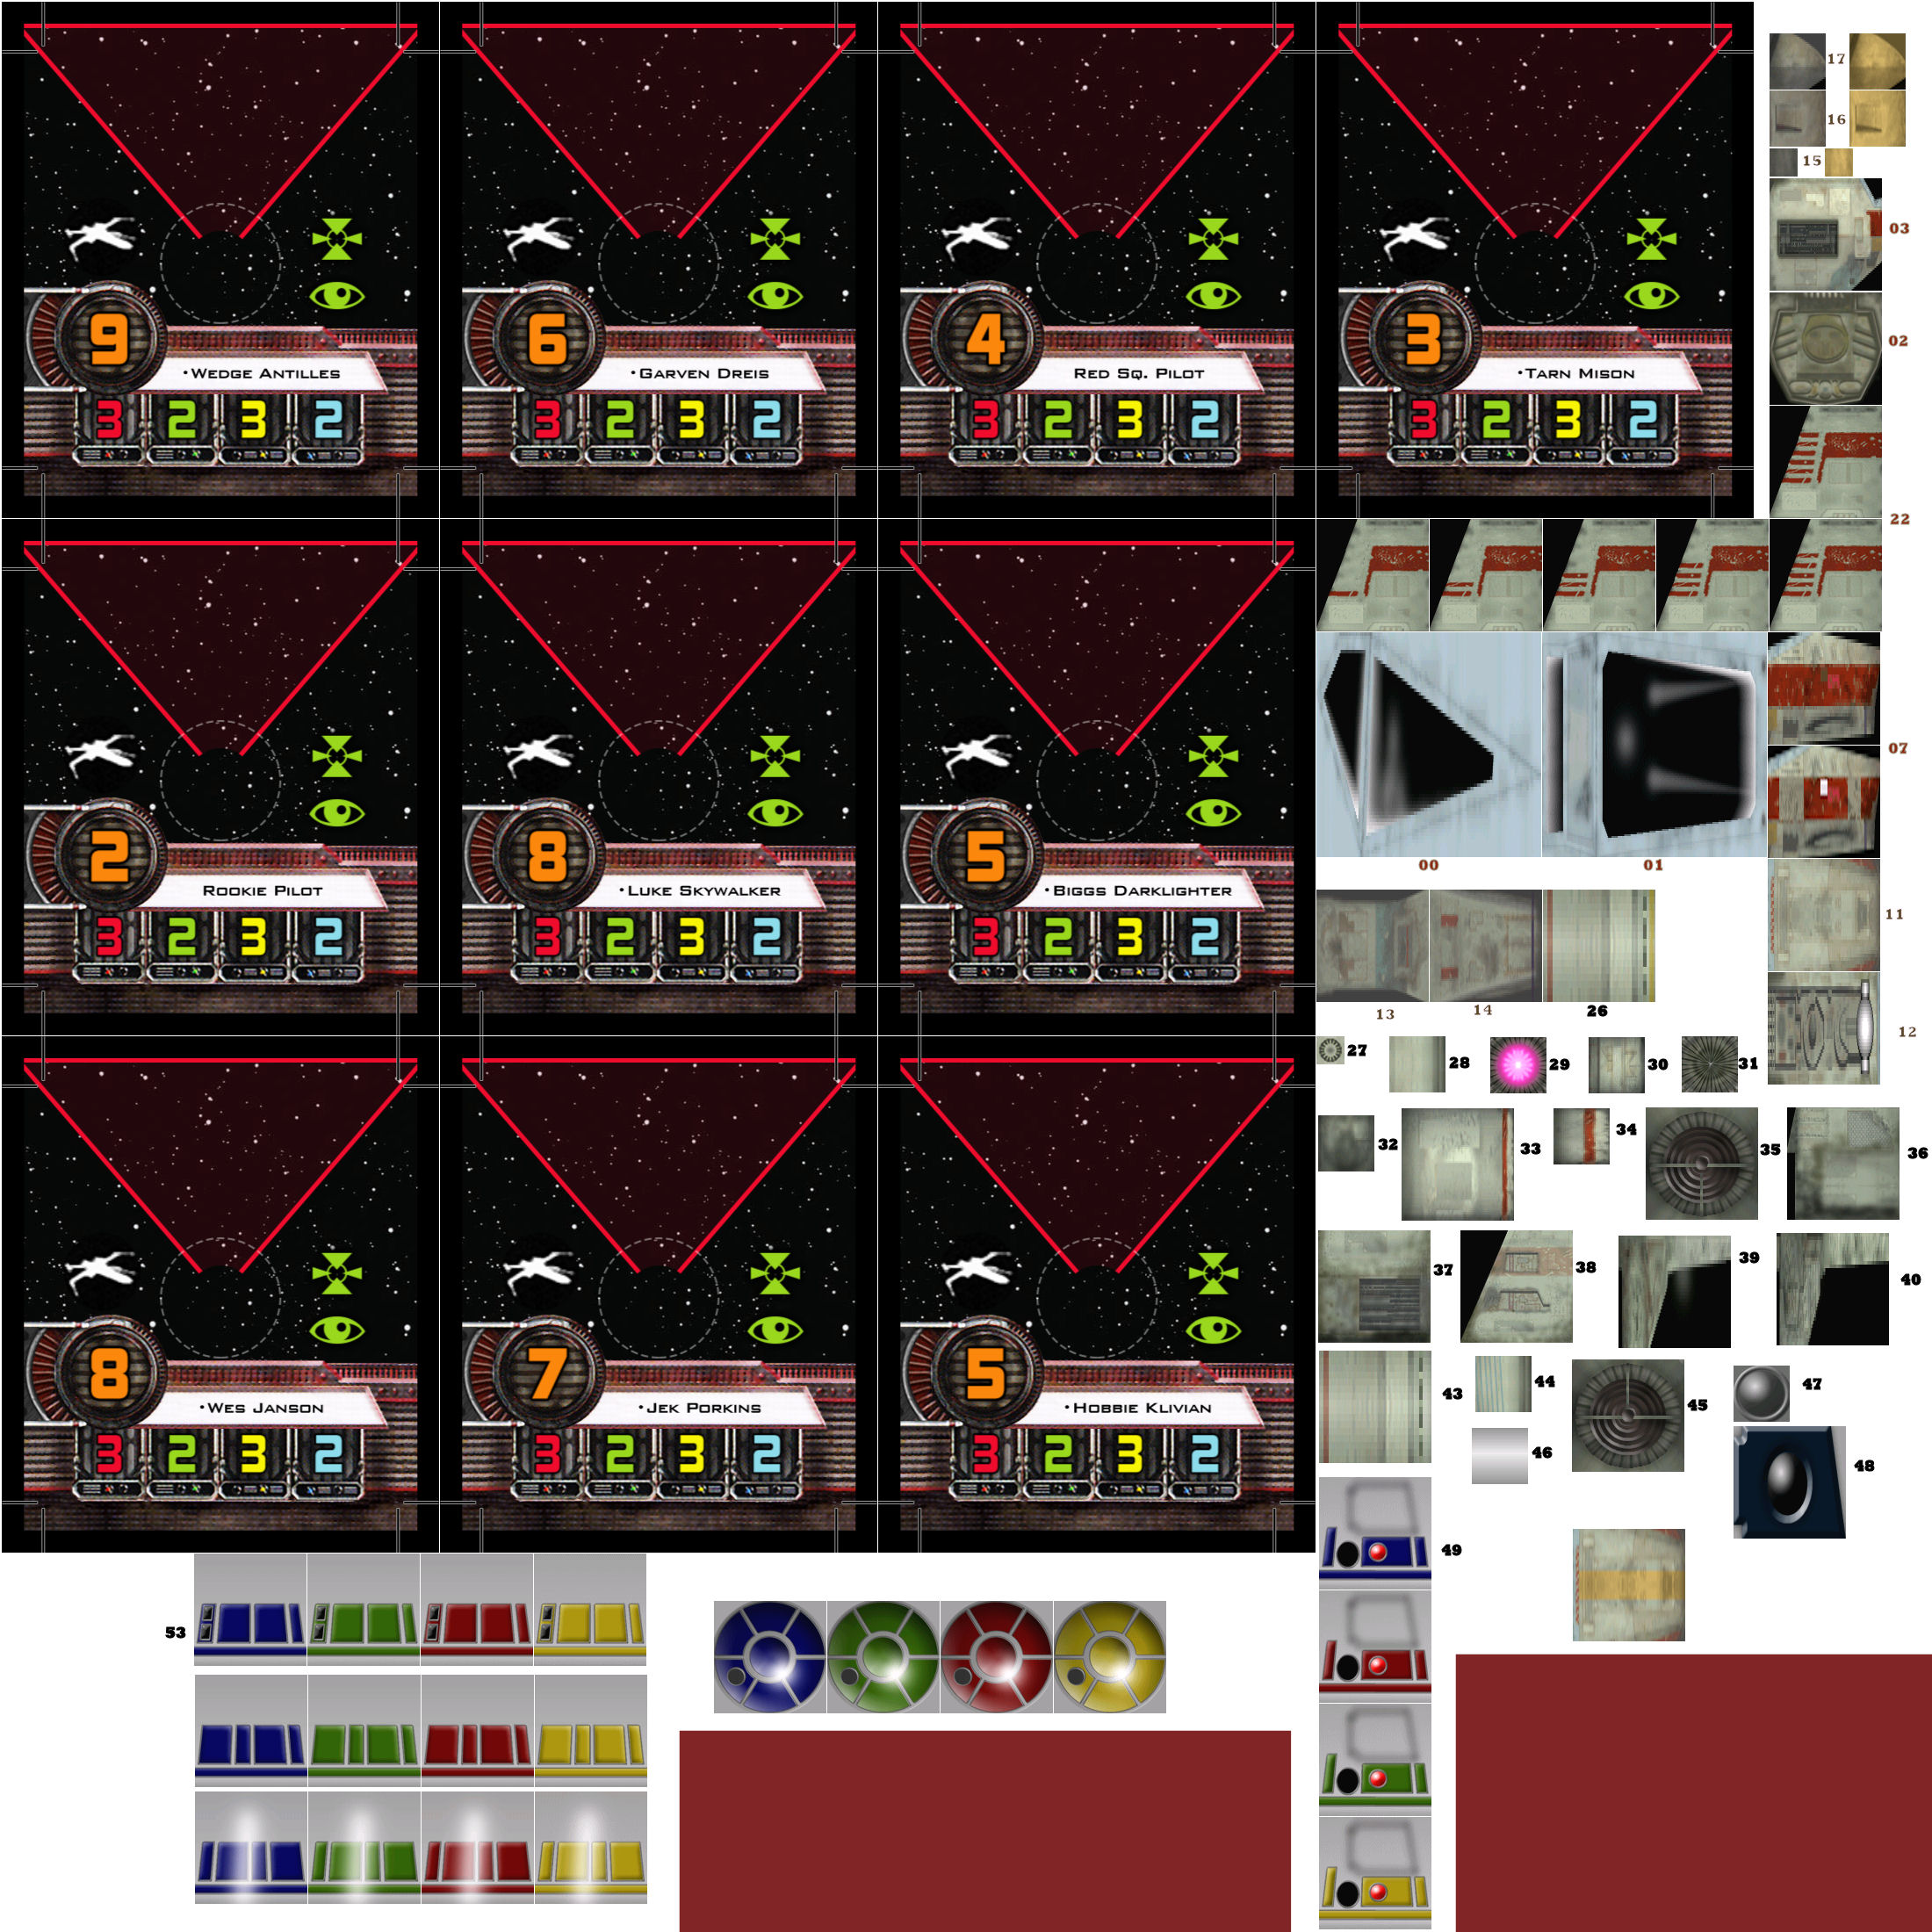 9
•Wedge Antilles
3 2 3 2
6
•Garven Dreis
3 2 3 2
4
Red Sq. Pilot
3 2 3 2
3
•Tarn Mison
3 2 3 2
17
16
15
03
02
22
2
Rookie Pilot
3 2 3 2
8
•Luke Skywalker
3 2 3 2
5
•Biggs Darklighter
3 2 3 2
07
00
01
11
13
14
26
12
8
•Wes Janson
3 2 3 2
7
•Jek Porkins
3 2 3 2
5
•Hobbie Klivian
3 2 3 2
27
28
29
30
31
32
33
34
35
36
37
38
39
40
43
44
45
47
46
48
49
53